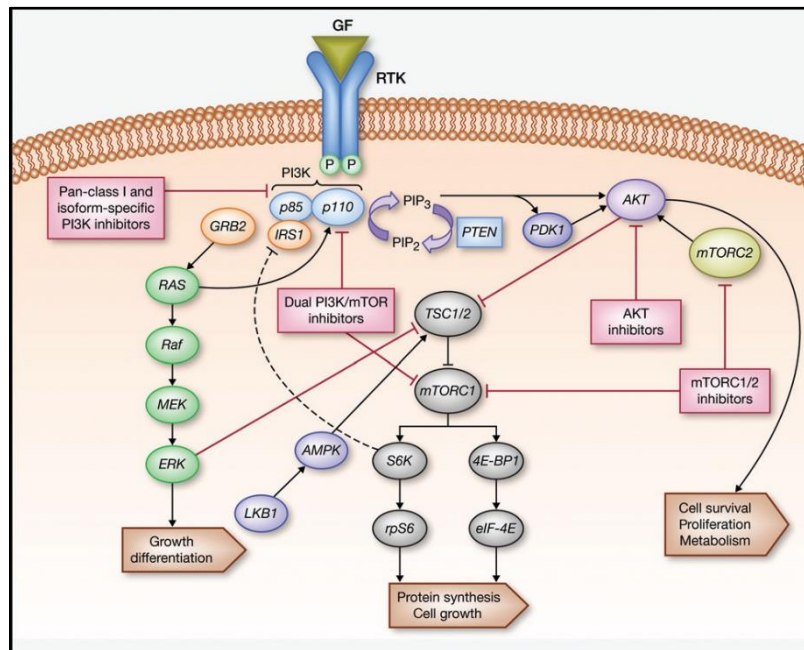 GF
RTK
P P
PI3K
Pan-class I and
isoform-specific
PI3K inhibitors
p85
p110
IRS1
GRB2
PIP3
PIP2
PTEN
PDK1
AKT
mTORC2
RAS
Dual PI3K/mTOR
inhibitors
TSC1/2
AKT
inhibitors
Raf
mTORC1
mTORC1/2
inhibitors
MEK
ERK
AMPK
S6K
4E-BP1
LKB1
rpS6
eIF-4E
Cell survival
Proliferation
Metabolism
Growth
differentiation
Protein synthesis
Cell growth